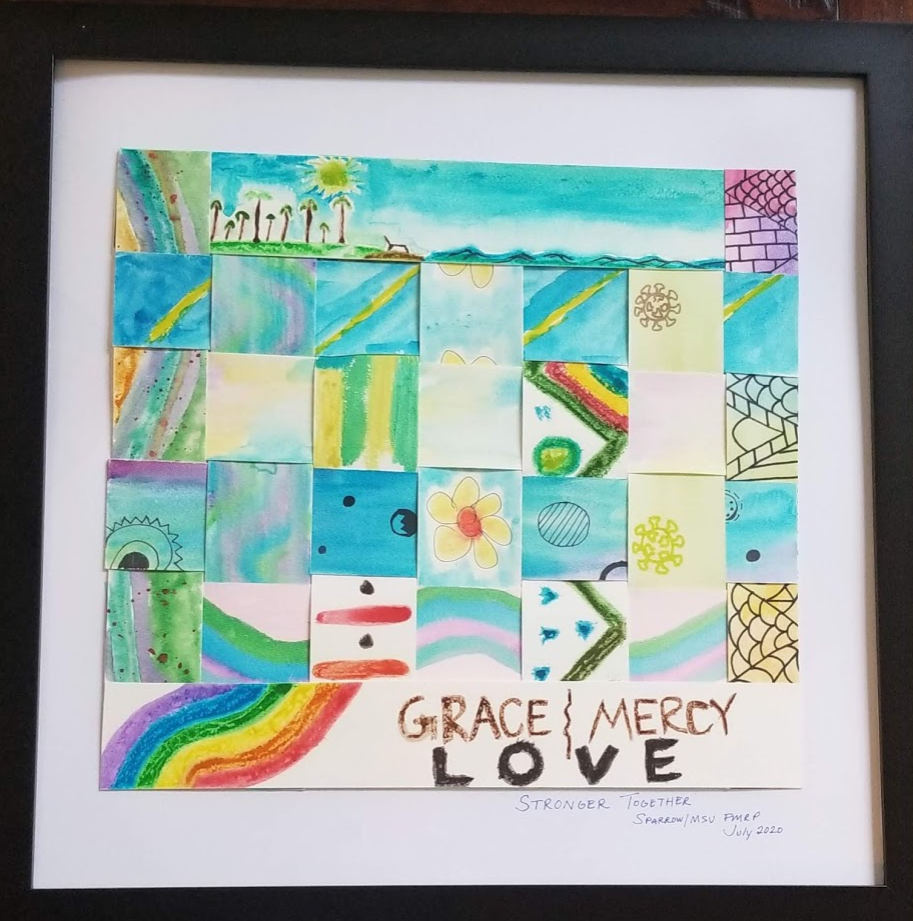 GRACE } MERCY
LOVE
STRONGER TOGETHER
SPARROW/MSU FMRP
July 2020